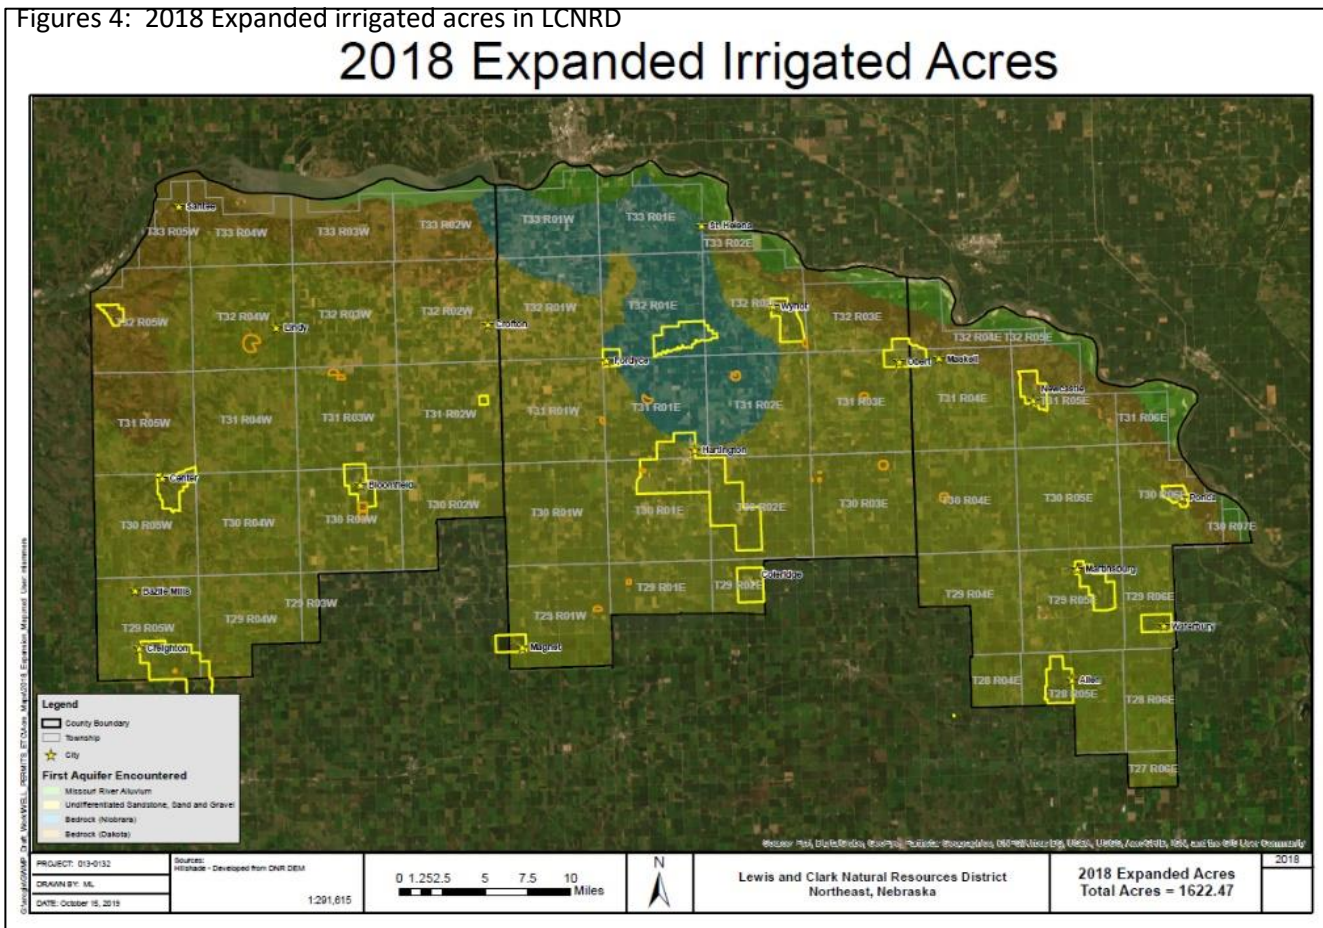 Figures 4: 2018 Expanded irrigated acres in LCNRD
2018 Expanded Irrigated Acres
Santee
T33 R05W
T33 R04W
T33 R03W
T33 R02W
T33 R01W
T33 R01E
St. Helena
T33 R02E
T32 R05W
T32 R04W
Lindy
T32 R03W
T32 R02W
Crofton
T32 R01W
T32 R01E
Wynot
T32 R03E
T32 R04E
T32 R05E
Fordyce
Obert
Maskell
Newcastle
T31 R05W
T31 R04W
T31 R03W
T31 R02W
T31 R01W
T31 R01E
T31 R02E
T31 R03E
T31 R04E
T31 R05E
T31 R06E
Hartington
Center
Bloomfield
T30 R05W
T30 R04W
T30 R02W
T30 R01W
T30 R01E
T30 R03E
T30 R04E
T30 R05E
T30 R06E
Ponca
T30 R07E
Bazile Mills
T29 R05W
T29 R04W
T29 R03W
T29 R01W
T29 R01E
T29 R02E
Coleridge
T29 R04E
Martinsburg
T29 R06E
Waterbury
Creighton
Magnet
T28 R04E
T28 R05E
Allen
T28 R06E
T27 R06E
Legend
County Boundary
Township
City
First Aquifer Encountered
Missouri River Alluvium
Undifferentiated Sandstone, Sand and Gravel
Bedrock (Niobrara)
Bedrock (Dakota)
PROJECT: 013-0132
DRAWN BY: ML
DATE: October 15, 2019
Sources:
Hillshade - Developed from DNR DEM
1:291,615
0 1.252.5 5 7.5 10
Miles
N
Lewis and Clark Natural Resources District
Northeast, Nebraska
2018 Expanded Acres
Total Acres = 1622.47
2018